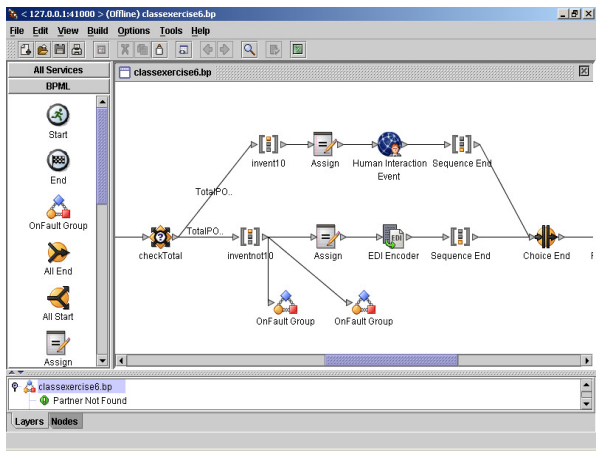 < 127.0.0.1:41000 > (Offline) classexercise6.bp
File Edit View Build Options Tools Help
All Services
BPML
Start
End
OnFault Group
All End
All Start
Assign
classexercise6.bp
invent10
Assign
Human Interaction
Event
Sequence End
TotalPO..
TotalPO..
checkTotal
inventnot10
Assign
EDI
EDI Encoder
Sequence End
Choice End
OnFault Group
OnFault Group
classexercise6.bp
Partner Not Found
Layers Nodes